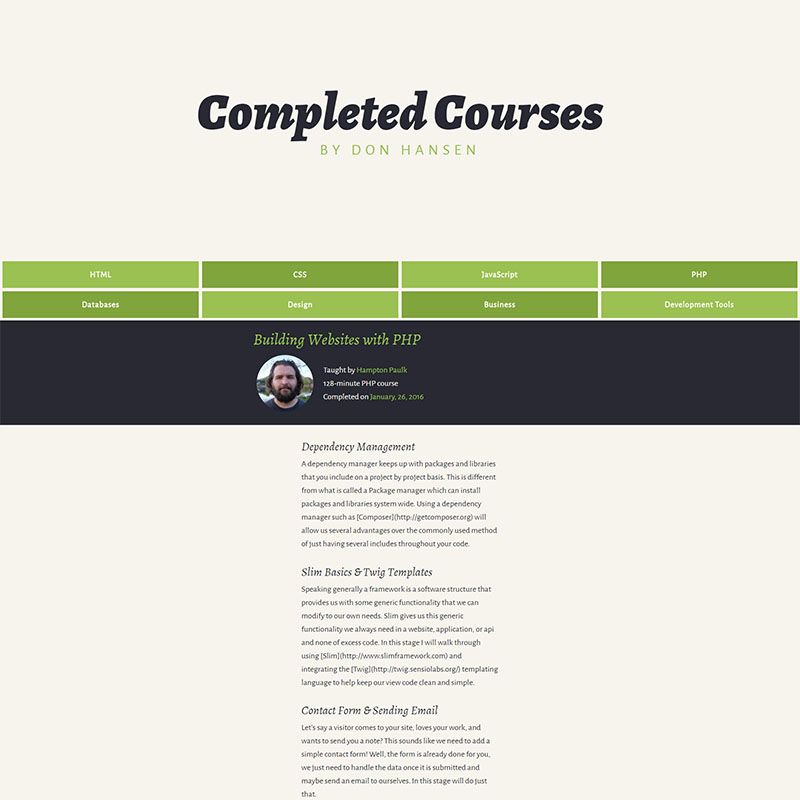 Completed Courses
BY DON HANSEN
HTML
CSS
JavaScript
PHP
Databases
Design
Business
Development Tools
Building Websites with PHP
Taught by Hampton Paulk
128-minute PHP course
Completed on January, 26, 2016
Dependency Management
A dependency manager keeps up with packages and libraries
that you include on a project by project basis. This is different
from what is called a Package manager which can install
packages and libraries system wide. Using a dependency
manager such as [Composer](http://getcomposer.org) will
allow us several advantages over the commonly used method
of just having several includes throughout your code.
Slim Basics & Twig Templates
Speaking generally a framework is a software structure that
provides us with some generic functionality that we can
modify to our own needs. Slim gives us this generic
functionality we always need in a website, application, or api
and none of excess code. In this stage I will walk through
using [Slim](http://www.slimframework.com) and
integrating the [Twig](http://twig.sensiolabs.org/) templating
language to help keep our view code clean and simple.
Contact Form & Sending Email
Let's say a visitor comes to your site, loves your work, and
wants to send you a note? This sounds like we need to add a
simple contact form! Well, the form is already done for you,
we just need to handle the data once it is submitted and
maybe send an email to ourselves. In this stage will do just
that.